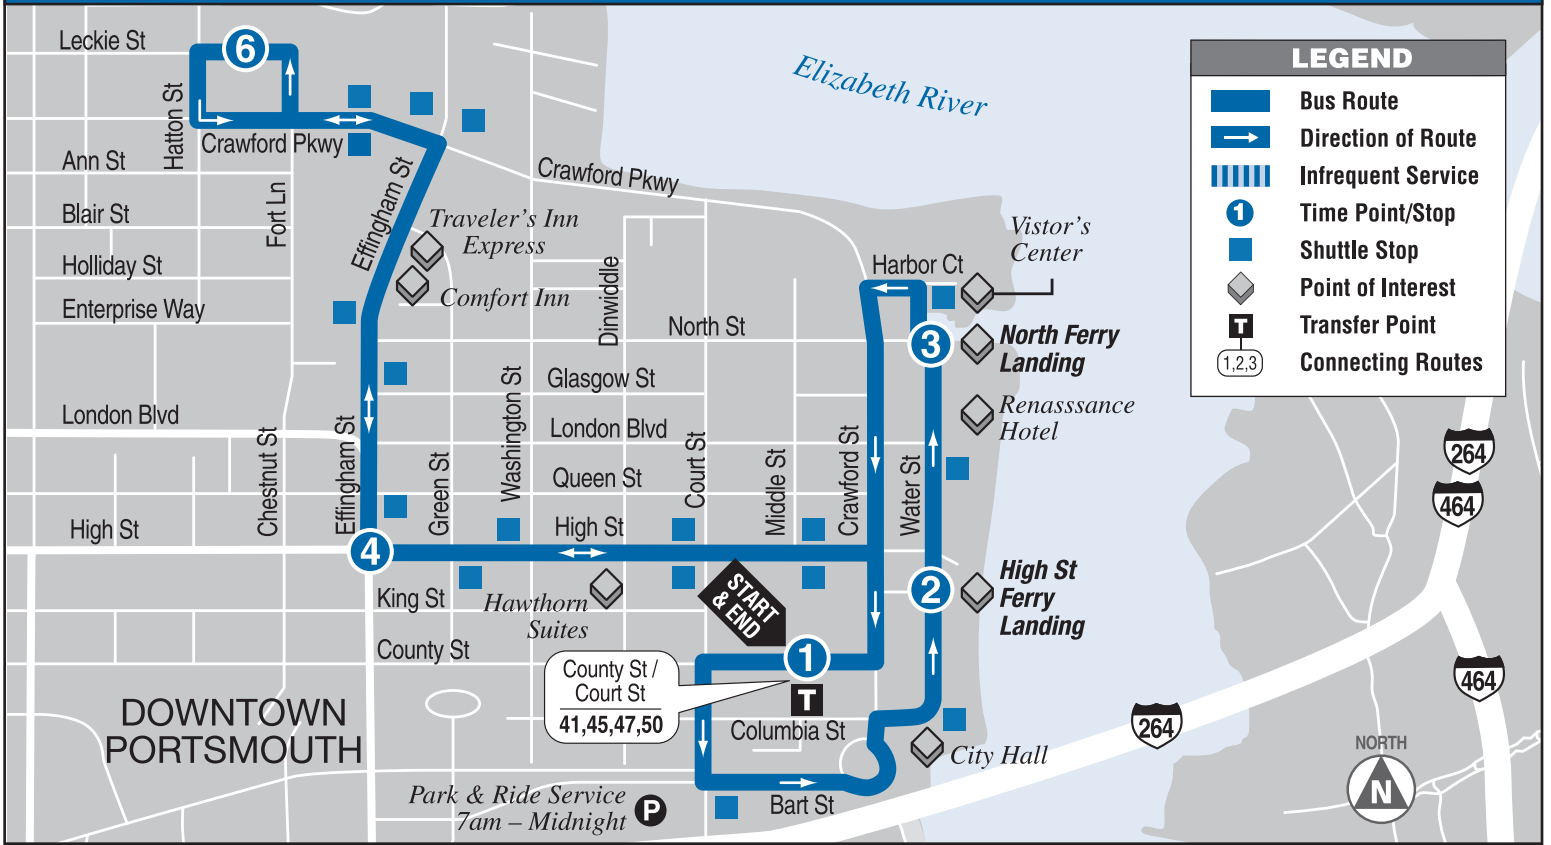 Leckie St
6
Hatton St
Crawford Pkwy
Ann St
Blair St
Fort Ln
Effingham St
Holliday St
Enterprise Way
London Blvd
Chestnut St
Effingham St
High St
4
Elizabeth River
Crawford Pkwy
Traveler's Inn
Express
Comfort Inn
Dinwiddle
North St
Harbor Ct
Vistor's
Center
3
North Ferry
Landing
Washington St
Glasgow St
London Blvd
Renasssance
Hotel
Green St
Queen St
Court St
Middle St
Crawford St
Water St
High St
King St
Hawthorn
Suites
START
& END
2
High St
Ferry
Landing
County St
1
T
County St /
Court St
41,45,47,50
Columbia St
DOWNTOWN
PORTSMOUTH
City Hall
Park & Ride Service
7am – Midnight
P
Bart St
LEGEND
Bus Route
Direction of Route
Infrequent Service
1 Time Point/Stop
Shuttle Stop
Point of Interest
T Transfer Point
1,2,3 Connecting Routes
264
464
464
264
NORTH
N